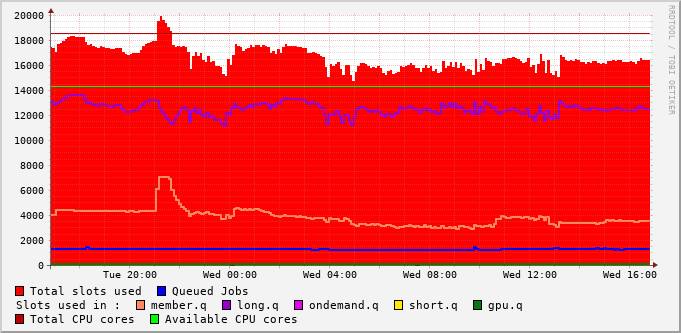 20000
18000
16000
14000
12000
10000
8000
6000
4000
2000
0
Tue 20:00 Wed 00:00 Wed 04:00 Wed 08:00 Wed 12:00 Wed 16:00
RRDTOOL / TOBI OETIKER
Total slots used Queued Jobs
Slots used in : member.q long.q ondemand.q short.q gpu.q
Total CPU cores Available CPU cores